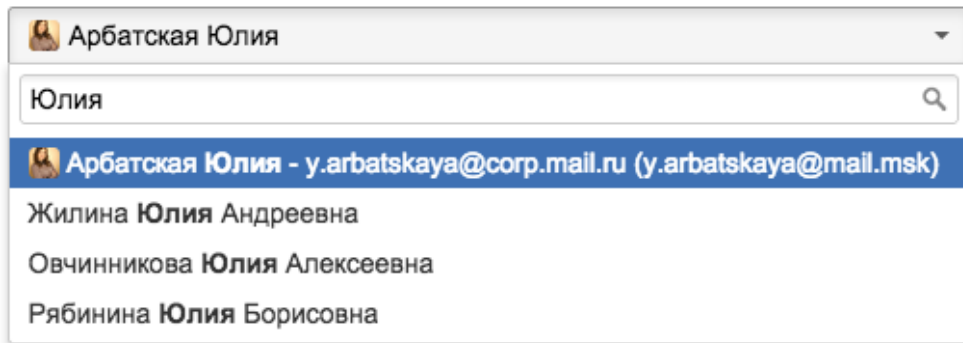 Арбатская Юлия
Юлия
Арбатская Юлия - y.arbatskaya@corp.mail.ru (y.arbatskaya@mail.msk)
Жилина Юлия Андреевна
Овчинникова Юлия Алексеевна
Рябинина Юлия Борисовна